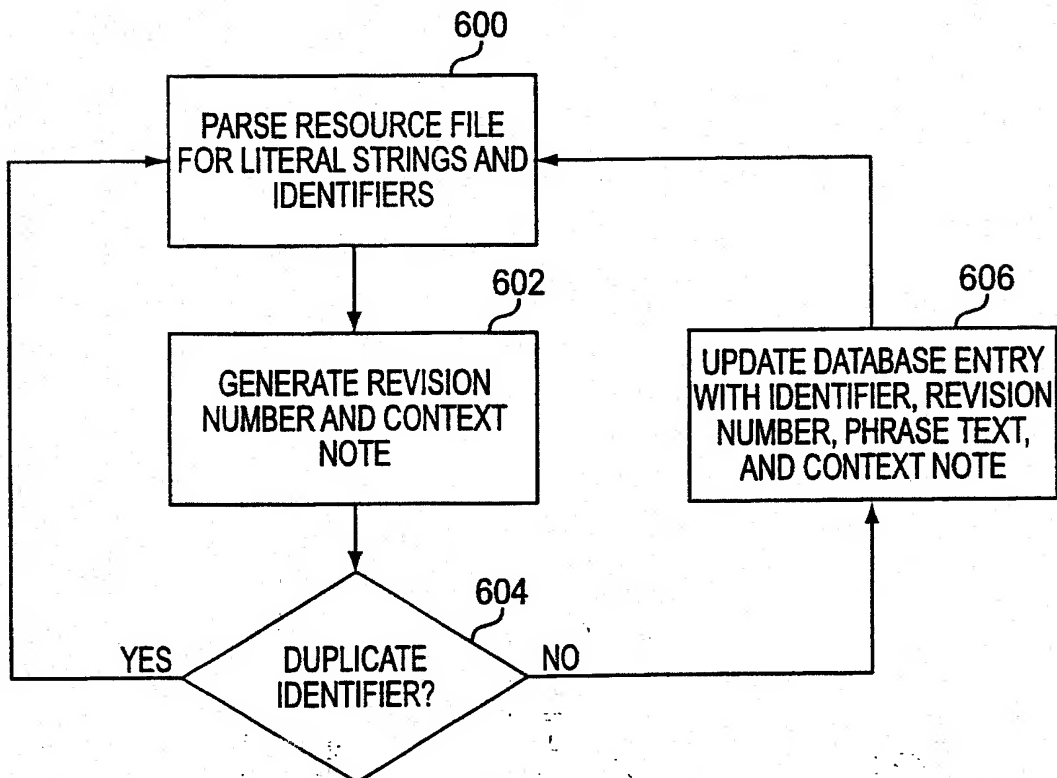 600
PARSE RESOURCE FILE
FOR LITERAL STRINGS AND
IDENTIFIERS
602
GENERATE REVISION
NUMBER AND CONTEXT
NOTE
606
UPDATE DATABASE ENTRY
WITH IDENTIFIER, REVISION
NUMBER, PHRASE TEXT,
AND CONTEXT NOTE
604
YES
DUPLICATE
IDENTIFIER?
NO